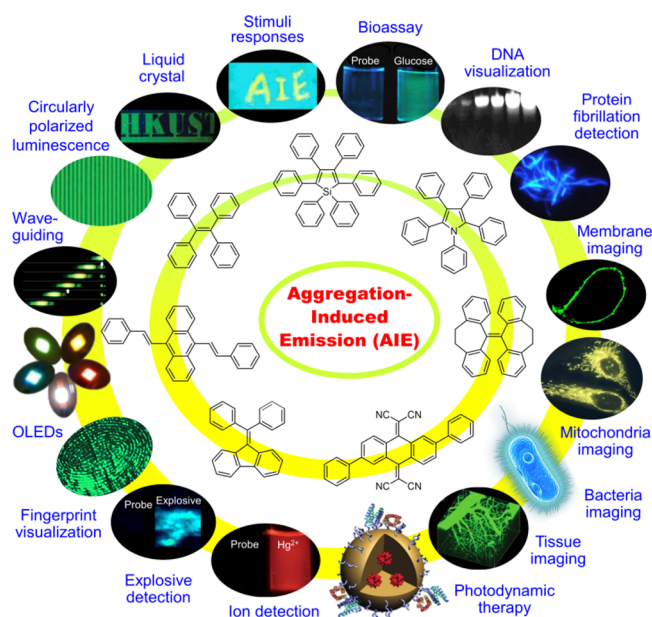 Stimuli
responses
Bioassay
Probe
Glucose
AIE
DNA
visualization
Liquid
crystal
HKUST
Protein
fibrillation
detection
Circularly
polarized
luminescence
Si
N
Wave-
guiding
Membrane
imaging
Aggregation-
Induced
Emission (AIE)
CN
CN
NC
CN
NC
CN
OLEDs
Mitochondria
imaging
Bacteria
imaging
Fingerprint
visualization
Probe
Explosive
Tissue
imaging
Explosive
detection
Probe
Hg²⁺
Ion detection
Photodynamic
therapy